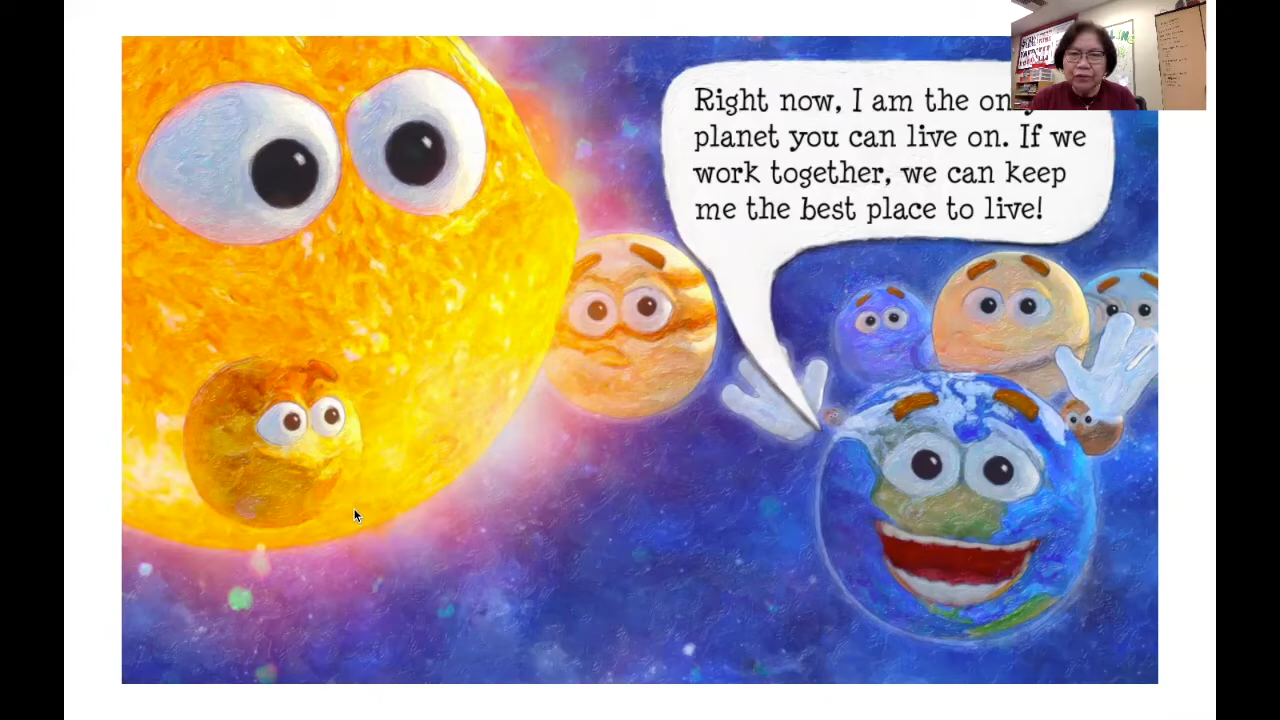 Right now, I am the only
planet you can live on. If we
work together, we can keep
me the best place to live!